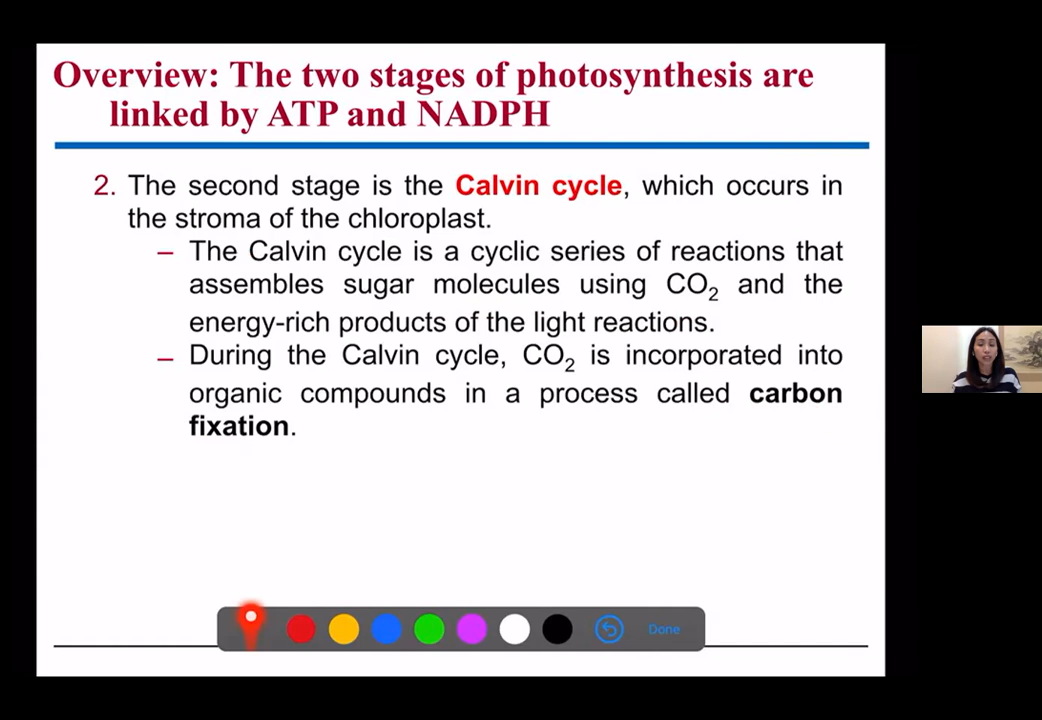 Overview: The two stages of photosynthesis are
linked by ATP and NADPH
2. The second stage is the Calvin cycle, which occurs in
the stroma of the chloroplast.
– The Calvin cycle is a cyclic series of reactions that
assembles sugar molecules using CO₂ and the
energy-rich products of the light reactions.
– During the Calvin cycle, CO₂ is incorporated into
organic compounds in a process called carbon
fixation.
Done